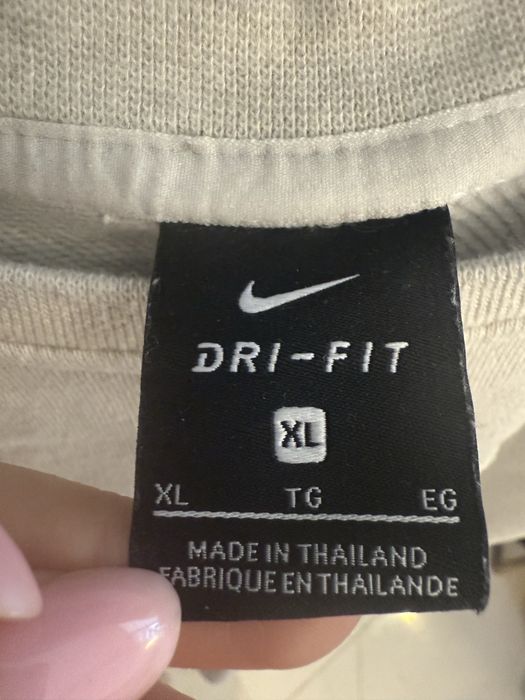 DRI-FIT
XL
XL TG EG
MADE IN THAILAND
FABRIQUE EN THAILANDE